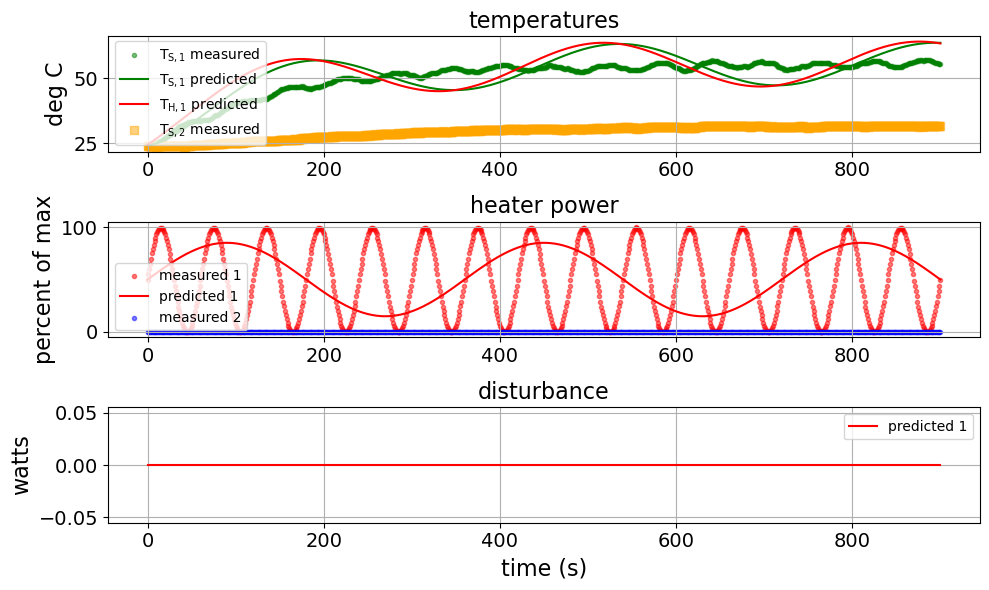 temperatures
deg C
50
25
T_S,1 measured
T_S,1 predicted
T_H,1 predicted
T_S,2 measured
0
200
400
600
800
heater power
percent of max
100
0
measured 1
predicted 1
measured 2
0
200
400
600
800
disturbance
watts
0.05
0.00
−0.05
predicted 1
0
200
400
600
800
time (s)